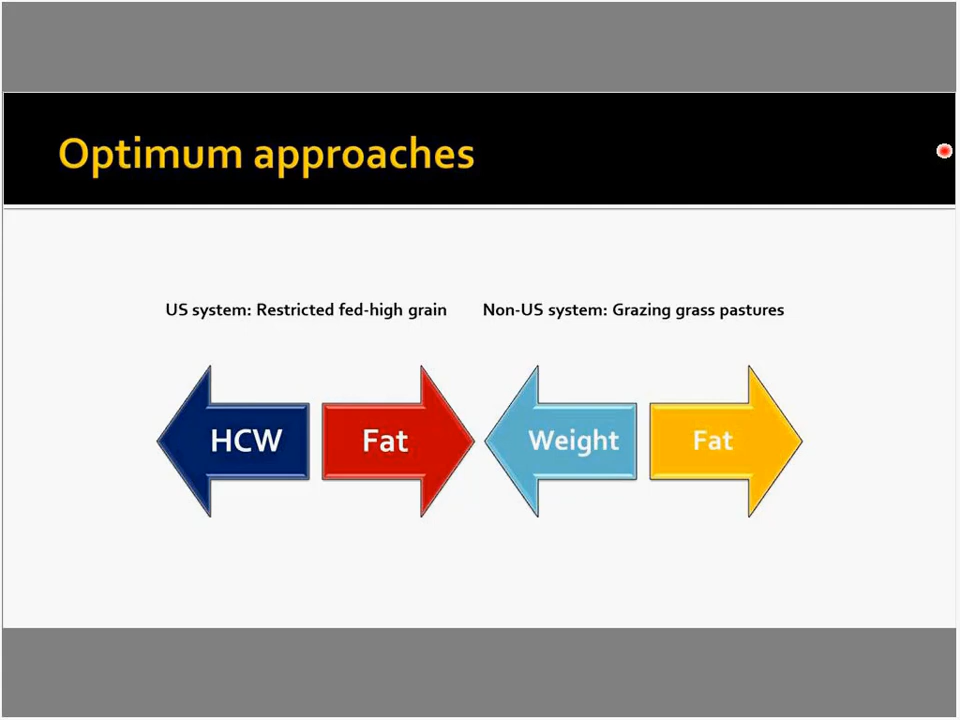 Optimum approaches
US system: Restricted fed-high grain
Non-US system: Grazing grass pastures
HCW
Fat
Weight
Fat